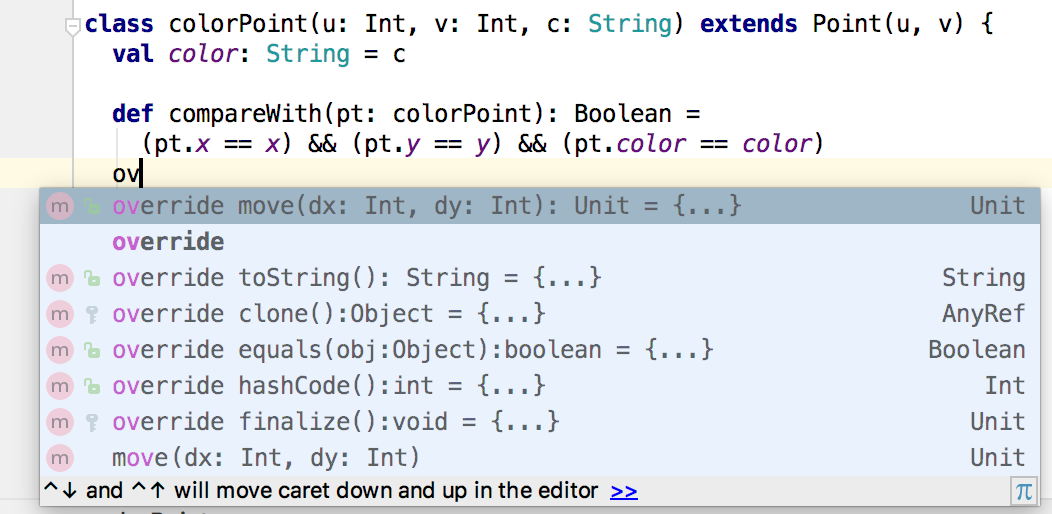 class colorPoint(u: Int, v: Int, c: String) extends Point(u, v) {
val color: String = c
def compareWith(pt: colorPoint): Boolean =
(pt.x == x) && (pt.y == y) && (pt.color == color)
ov
m override move(dx: Int, dy: Int): Unit = {...} Unit
override
m override toString(): String = {...} String
m override clone():Object = {...} AnyRef
m override equals(obj:Object):boolean = {...} Boolean
m override hashCode():int = {...} Int
m override finalize():void = {...} Unit
m move(dx: Int, dy: Int) Unit
^↓ and ^↑ will move caret down and up in the editor >> π